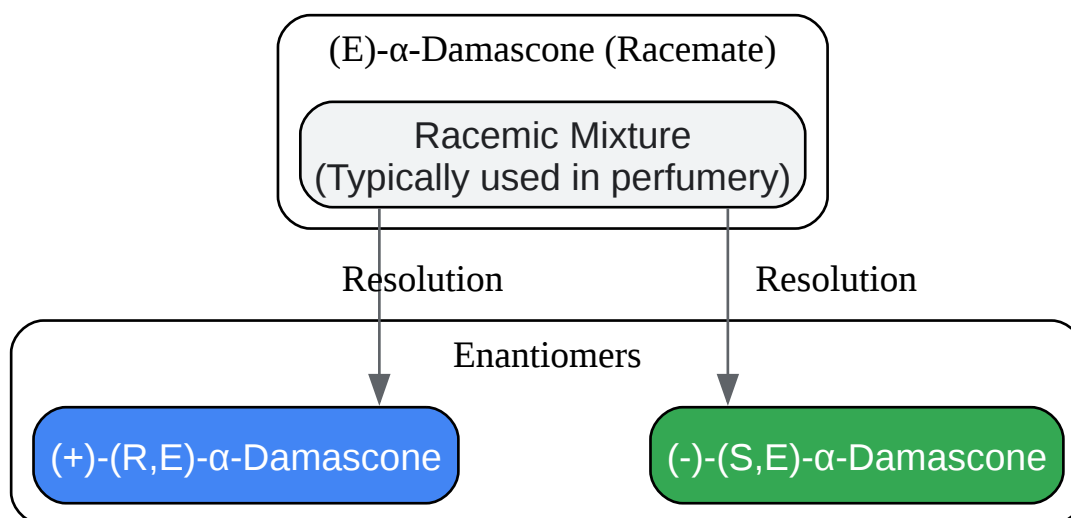 (E)-α-Damascone (Racemate)
Racemic Mixture
(Typically used in perfumery)
Resolution
Resolution
Enantiomers
(+)-(R,E)-α-Damascone
(-)-(S,E)-α-Damascone